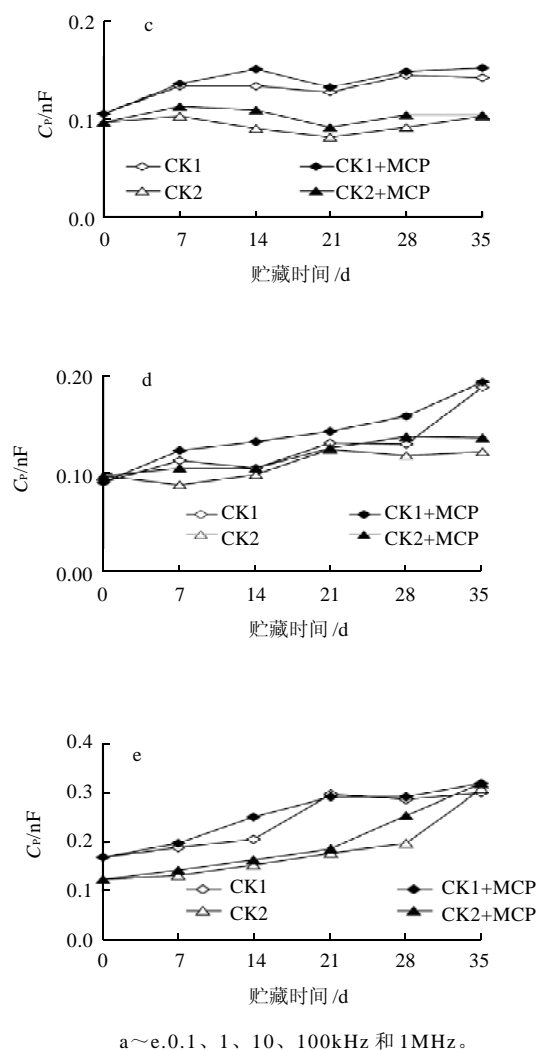 c
0.2
0.1
0.0
Cₚ/nF
CK1 CK1+MCP
CK2 CK2+MCP
0 7 14 21 28 35
贮藏时间/d
d
0.20
0.10
0.00
Cₚ/nF
CK1 CK1+MCP
CK2 CK2+MCP
0 7 14 21 28 35
贮藏时间/d
e
0.4
0.3
0.2
0.1
0.0
Cₚ/nF
CK1 CK1+MCP
CK2 CK2+MCP
0 7 14 21 28 35
贮藏时间/d
a～e.0.1、1、10、100kHz 和 1MHz。